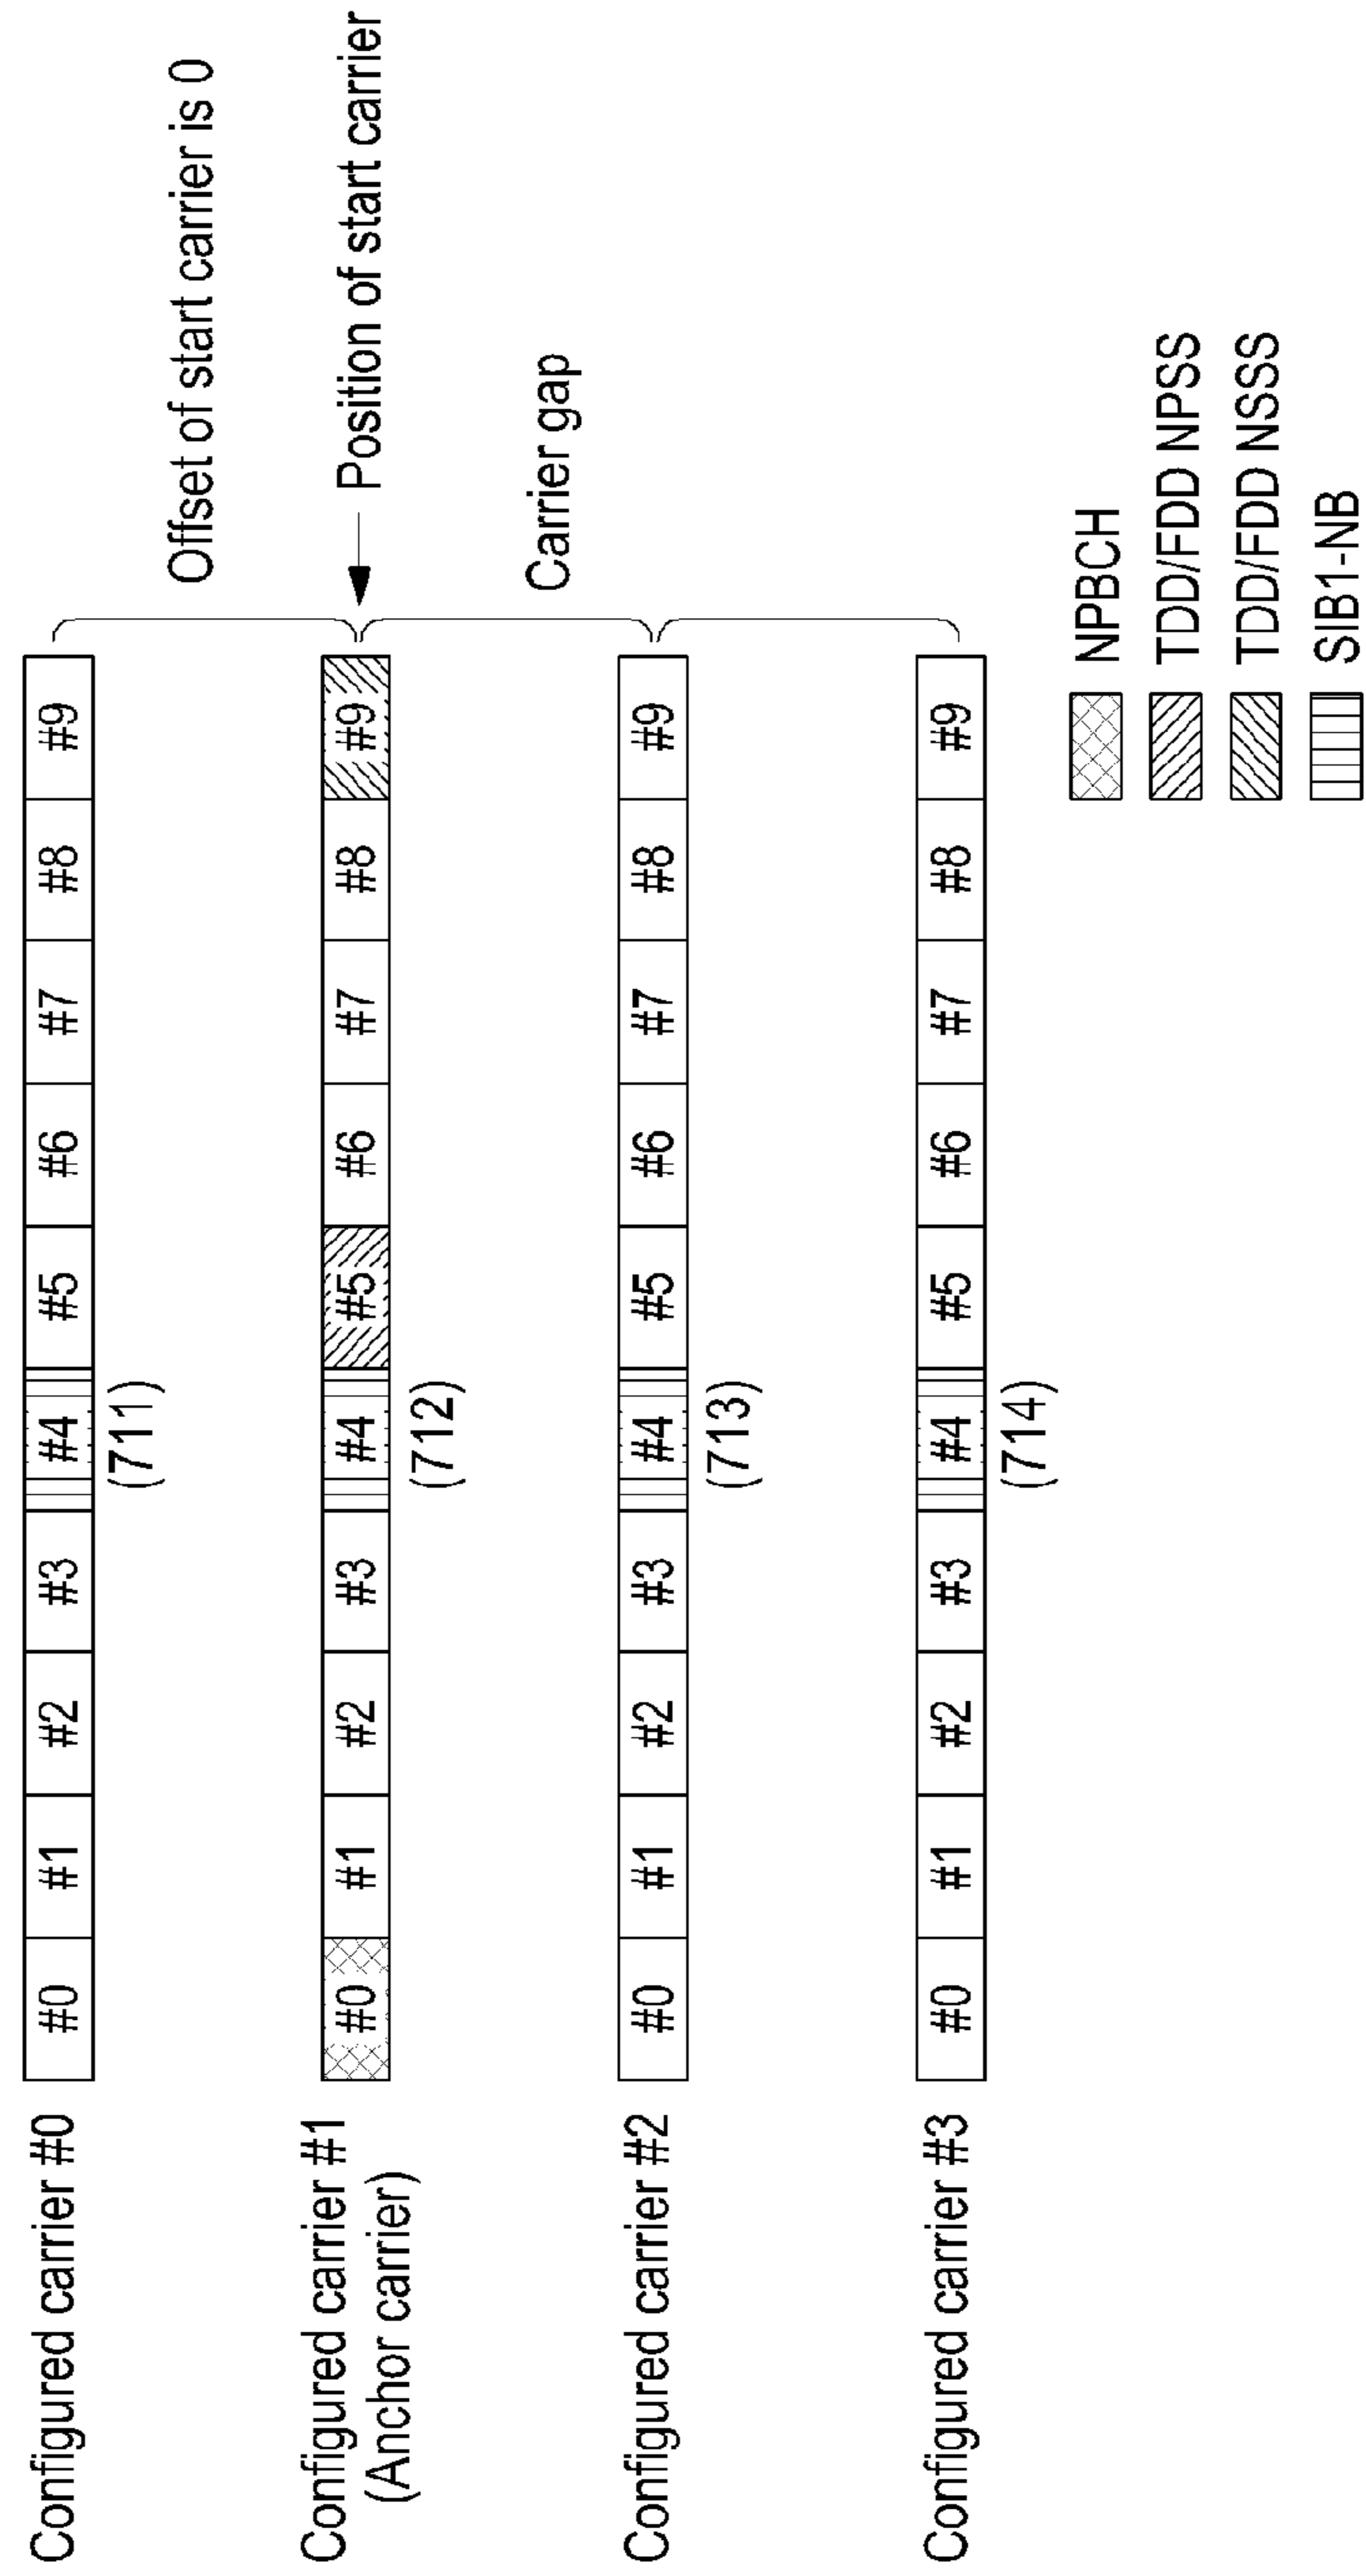 Offset of start carrier is 0
Configured carrier #0
#0 #1 #2 #3 #4 #5 #6 #7 #8 #9
(711)
Position of start carrier
Configured carrier #1
(Anchor carrier)
#0 #1 #2 #3 #4 #5 #6 #7 #8 #9
(712)
Carrier gap
Configured carrier #2
#0 #1 #2 #3 #4 #5 #6 #7 #8 #9
(713)
Configured carrier #3
#0 #1 #2 #3 #4 #5 #6 #7 #8 #9
(714)
NPBCH
TDD/FDD NPSS
TDD/FDD NSSS
SIB1-NB